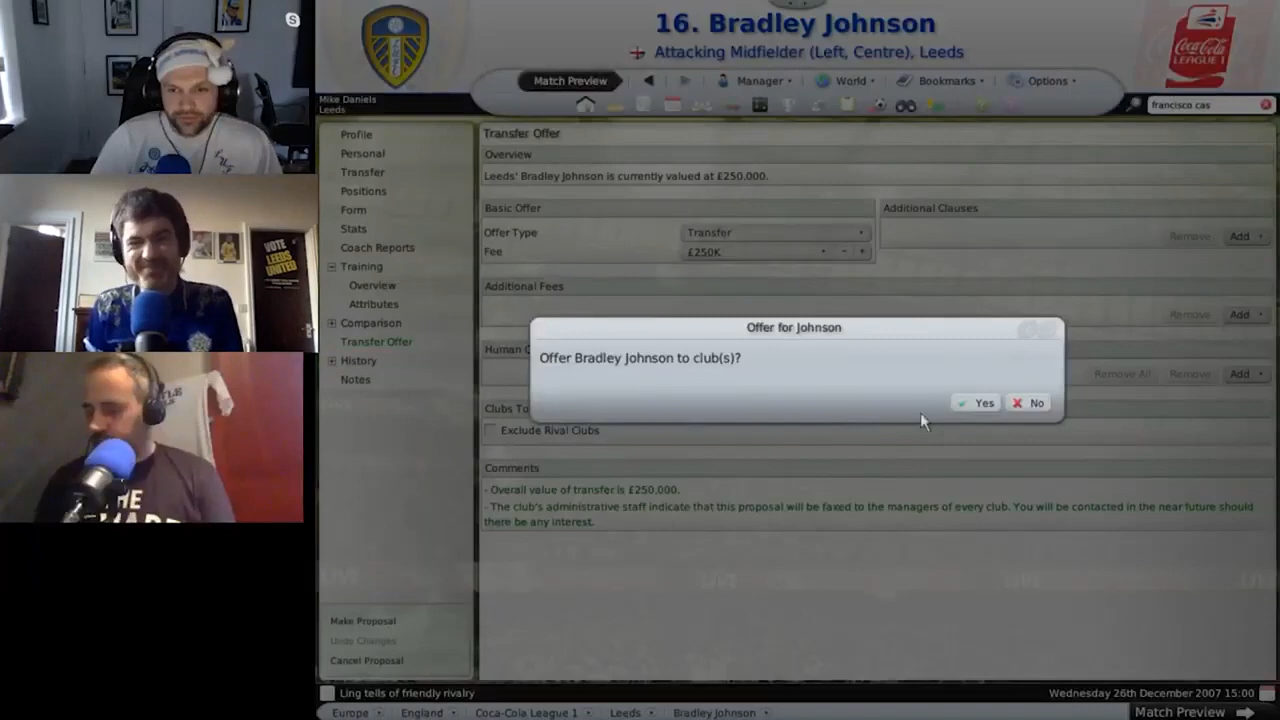 16. Bradley Johnson
Attacking Midfielder (Left, Centre), Leeds
Coca-Cola
LEAGUE 1
Match Preview
Manager
World
Bookmarks
Options
Mike Daniels
Leeds
francisco cas
Profile
Personal
Transfer
Positions
Form
Stats
Coach Reports
Training
Overview
Attributes
Comparison
Transfer Offer
History
Notes
Make Proposal
Undo Changes
Cancel Proposal
Transfer Offer
Overview
Leeds' Bradley Johnson is currently valued at £250,000.
Basic Offer
Additional Clauses
Offer Type
Transfer
Remove
Add
Fee
£250K
Additional Fees
Remove
Add
Offer for Johnson
Offer Bradley Johnson to club(s)?
Yes
No
Human
Remove All
Remove
Add
Clubs To
Exclude Rival Clubs
Comments
- Overall value of transfer is £250,000.
- The club's administrative staff indicate that this proposal will be faxed to the managers of every club. You will be contacted in the near future should
there be any interest.
VOTE
LEEDS
UNITED
Ling tells of friendly rivalry
Wednesday 26th December 2007 15:00
Europe
England
Coca-Cola League 1
Leeds
Bradley Johnson
Match Preview